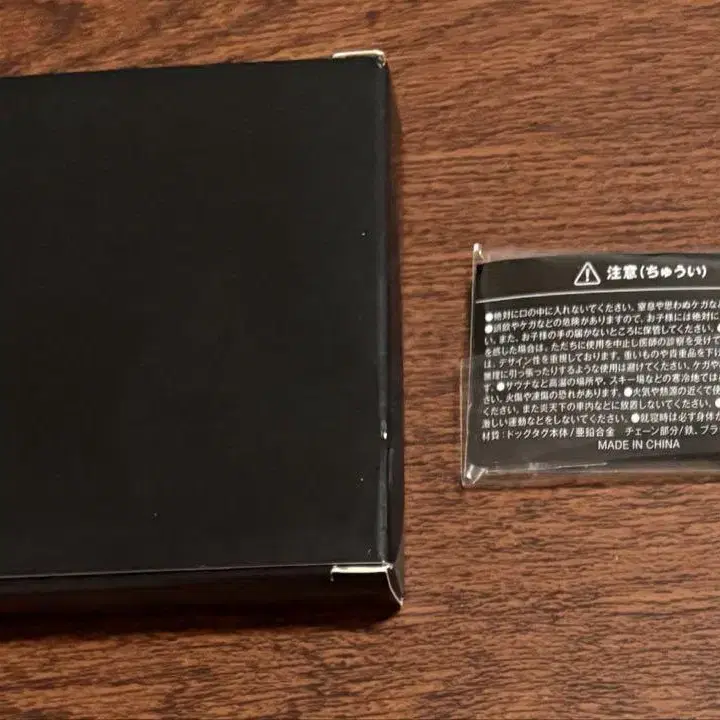 ⚠ 注意(ちゅうい)
●絶対に口の中に入れないでください。窒息や思わぬケガな
●誤飲やケガなどの危険がありますので、お子様には絶対に
い。また、お子様の手の届かないところに保管してください。
を感じた場合は、ただちに使用を中止し医師の診察を受けて
は、デザイン性を重視しております。重いものや貴重品を下
無理に引っ張ったりするような使用は避けてください。ケガや
す。●サウナなど高温の場所や、スキー場などの寒冷地では
さい。火傷や凍傷の恐れがあります。●火気や熱源の近くで使
ください。また炎天下の車内などに放置しないでください。●
激しい運動などをしないでください。●就寝時は必ず身体か
材質:ドックタグ本体/亜鉛合金 チェーン部分/鉄、ブラ
MADE IN CHINA